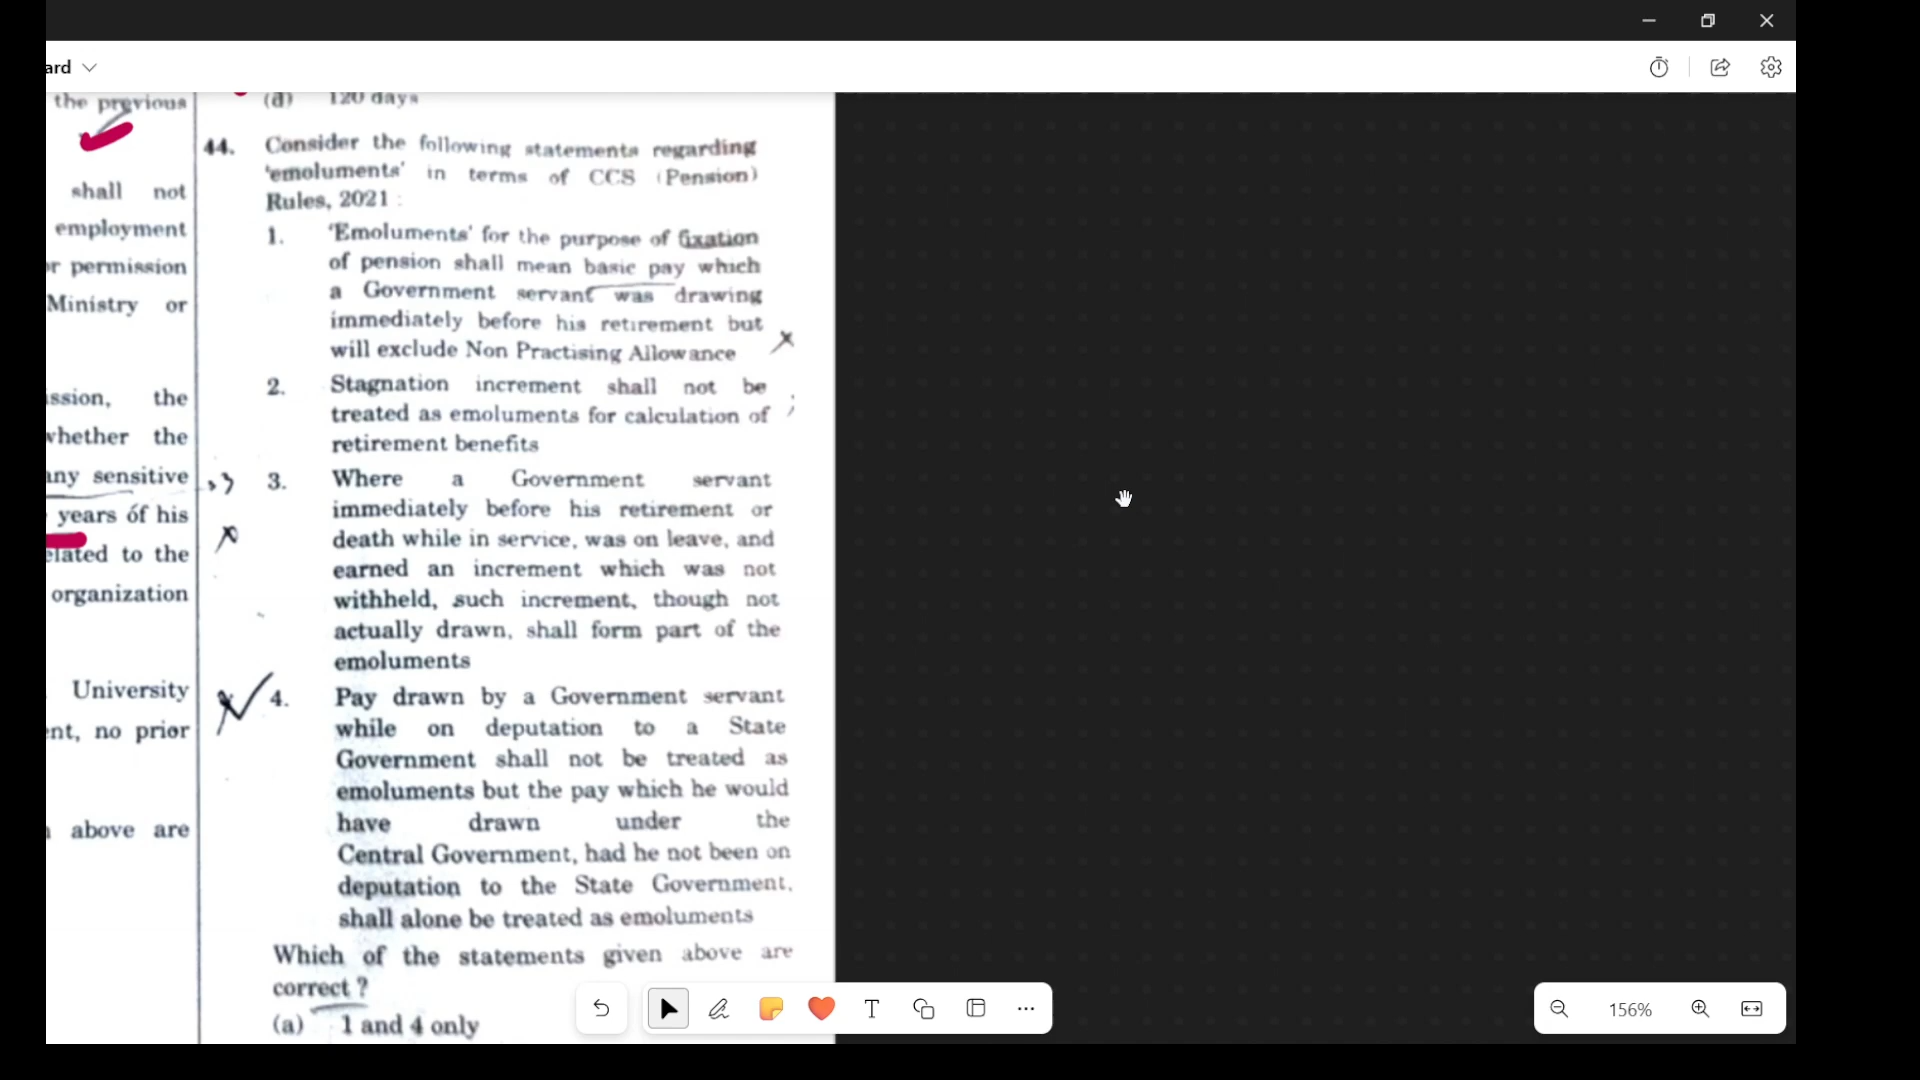 ard
the previous
shall not
employment
r permission
Ministry or
ssion, the
whether the
any sensitive
years of his
elated to the
organization
University
nt, no prior
above are
(d) 120 days
44. Consider the following statements regarding
'emoluments' in terms of CCS (Pension)
Rules, 2021 :
1. 'Emoluments' for the purpose of fixation
of pension shall mean basic pay which
a Government servant was drawing
immediately before his retirement but
will exclude Non Practising Allowance
2. Stagnation increment shall not be
treated as emoluments for calculation of
retirement benefits
3. Where a Government servant
immediately before his retirement or
death while in service, was on leave, and
earned an increment which was not
withheld, such increment, though not
actually drawn, shall form part of the
emoluments
4. Pay drawn by a Government servant
while on deputation to a State
Government shall not be treated as
emoluments but the pay which he would
have drawn under the
Central Government, had he not been on
deputation to the State Government,
shall alone be treated as emoluments
Which of the statements given above are
correct ?
(a) 1 and 4 only
156%